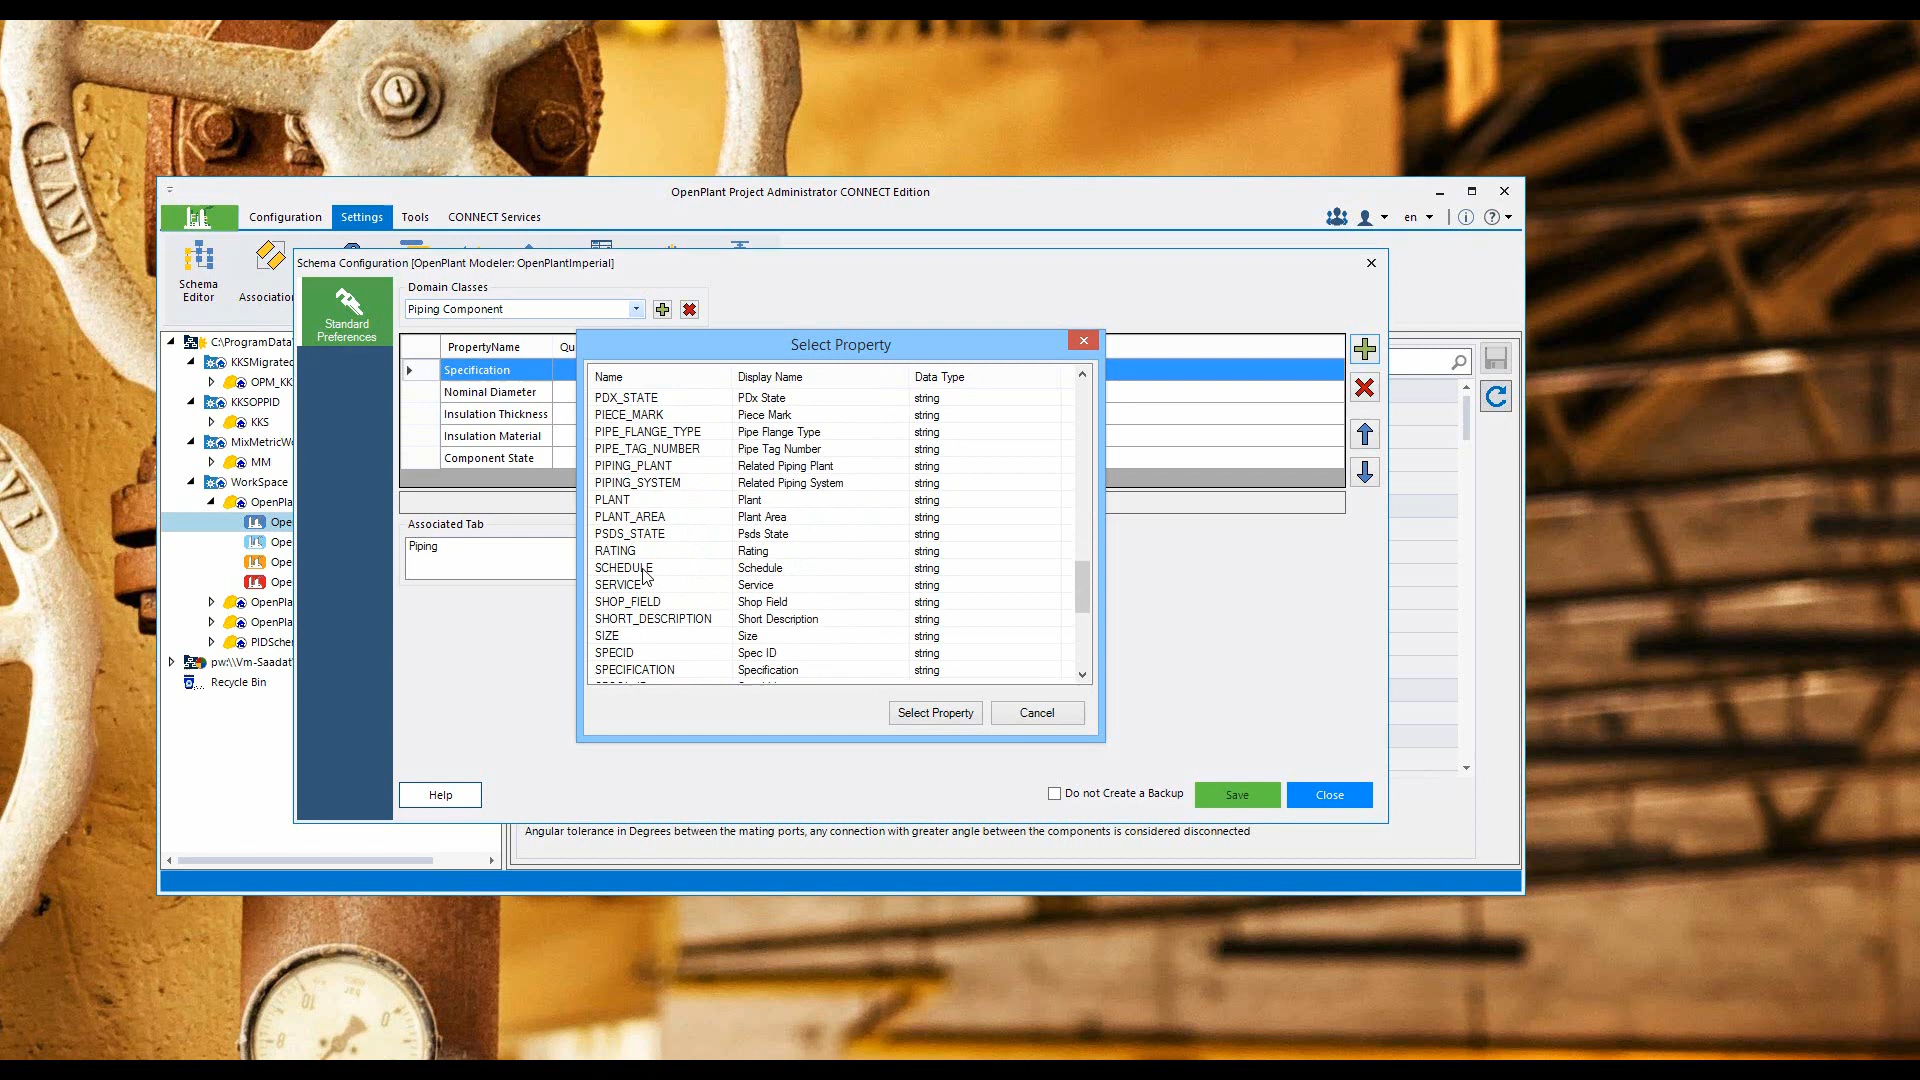 OpenPlant Project Administrator CONNECT Edition
File
Configuration
Settings
Tools
CONNECT Services
en
Schema
Editor
Schema Configuration [OpenPlant Modeler: OpenPlantImperial]
Standard
Preferences
Domain Classes
Piping Component
PropertyName
Specification
Nominal Diameter
Insulation Thickness
Insulation Material
Component State
Associated Tab
Piping
Select Property
Name Display Name Data Type
PDX_STATE PDx State string
PIECE_MARK Piece Mark string
PIPE_FLANGE_TYPE Pipe Flange Type string
PIPE_TAG_NUMBER Pipe Tag Number string
PIPING_PLANT Related Piping Plant string
PIPING_SYSTEM Related Piping System string
PLANT Plant string
PLANT_AREA Plant Area string
PSDS_STATE Psds State string
RATING Rating string
SCHEDULE Schedule string
SERVICE Service string
SHOP_FIELD Shop Field string
SHORT_DESCRIPTION Short Description string
SIZE Size string
SPECID Spec ID string
SPECIFICATION Specification string
Select Property
Cancel
Help
Do not Create a Backup
Save
Close
C:\ProgramData
KKSMigrated
OPM_KK
KKSOPPID
KKS
MixMetricW
MM
WorkSpace
OpenPla
Ope
Ope
Ope
Ope
OpenPla
OpenPla
PIDSche
pw:\\Vm-Saadat
Recycle Bin
Angular tolerance in Degrees between the mating ports, any connection with greater angle between the components is considered disconnected